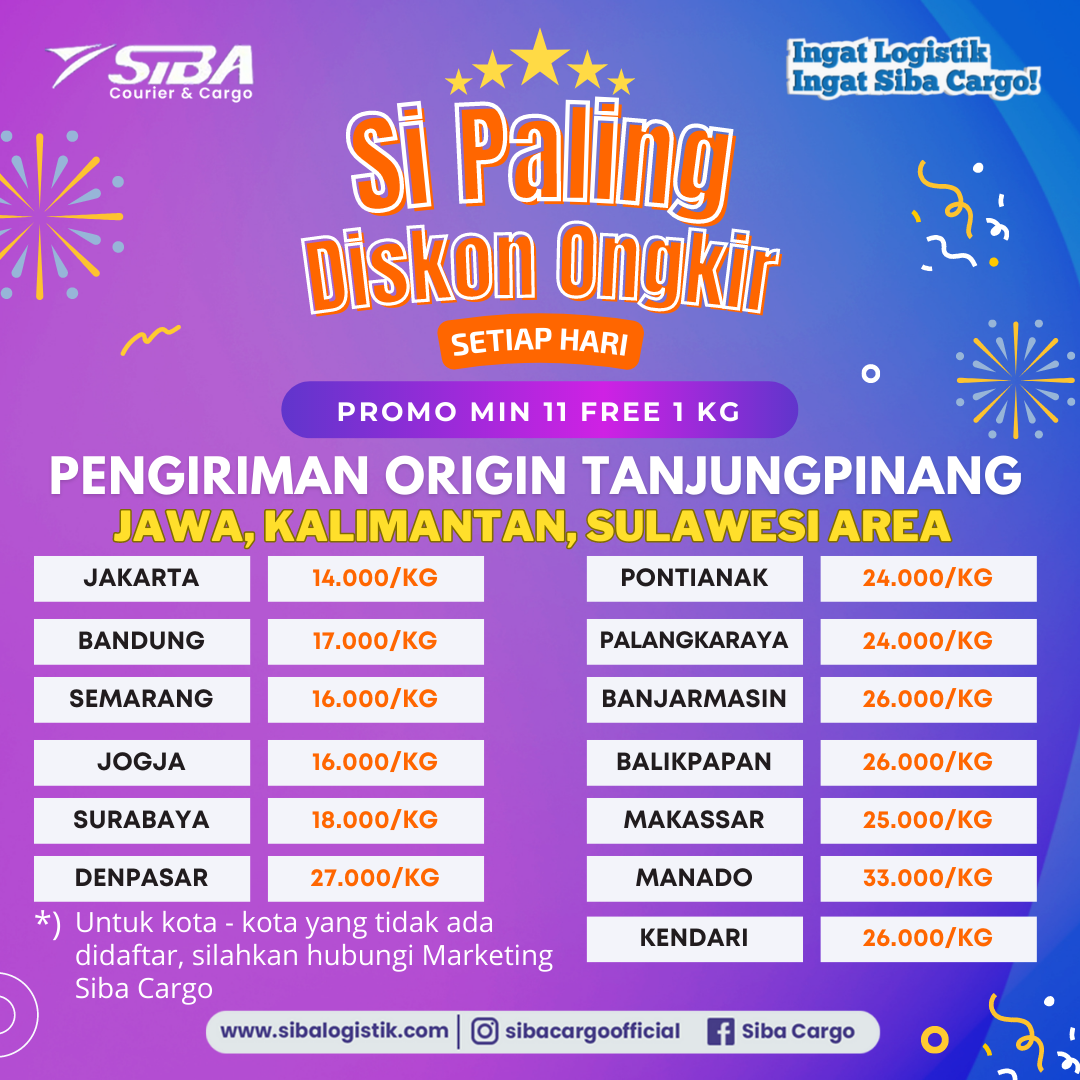 SiBA
Courier & Cargo
Ingat Logistik
Ingat Siba Cargo!
Si Paling
Diskon Ongkir
SETIAP HARI
PROMO MIN 11 FREE 1 KG
PENGIRIMAN ORIGIN TANJUNGPINANG
JAWA, KALIMANTAN, SULAWESI AREA
JAKARTA 14.000/KG
BANDUNG 17.000/KG
SEMARANG 16.000/KG
JOGJA 16.000/KG
SURABAYA 18.000/KG
DENPASAR 27.000/KG
PONTIANAK 24.000/KG
PALANGKARAYA 24.000/KG
BANJARMASIN 26.000/KG
BALIKPAPAN 26.000/KG
MAKASSAR 25.000/KG
MANADO 33.000/KG
KENDARI 26.000/KG
*) Untuk kota - kota yang tidak ada
didaftar, silahkan hubungi Marketing
Siba Cargo
www.sibalogistik.com | sibacargoofficial Siba Cargo